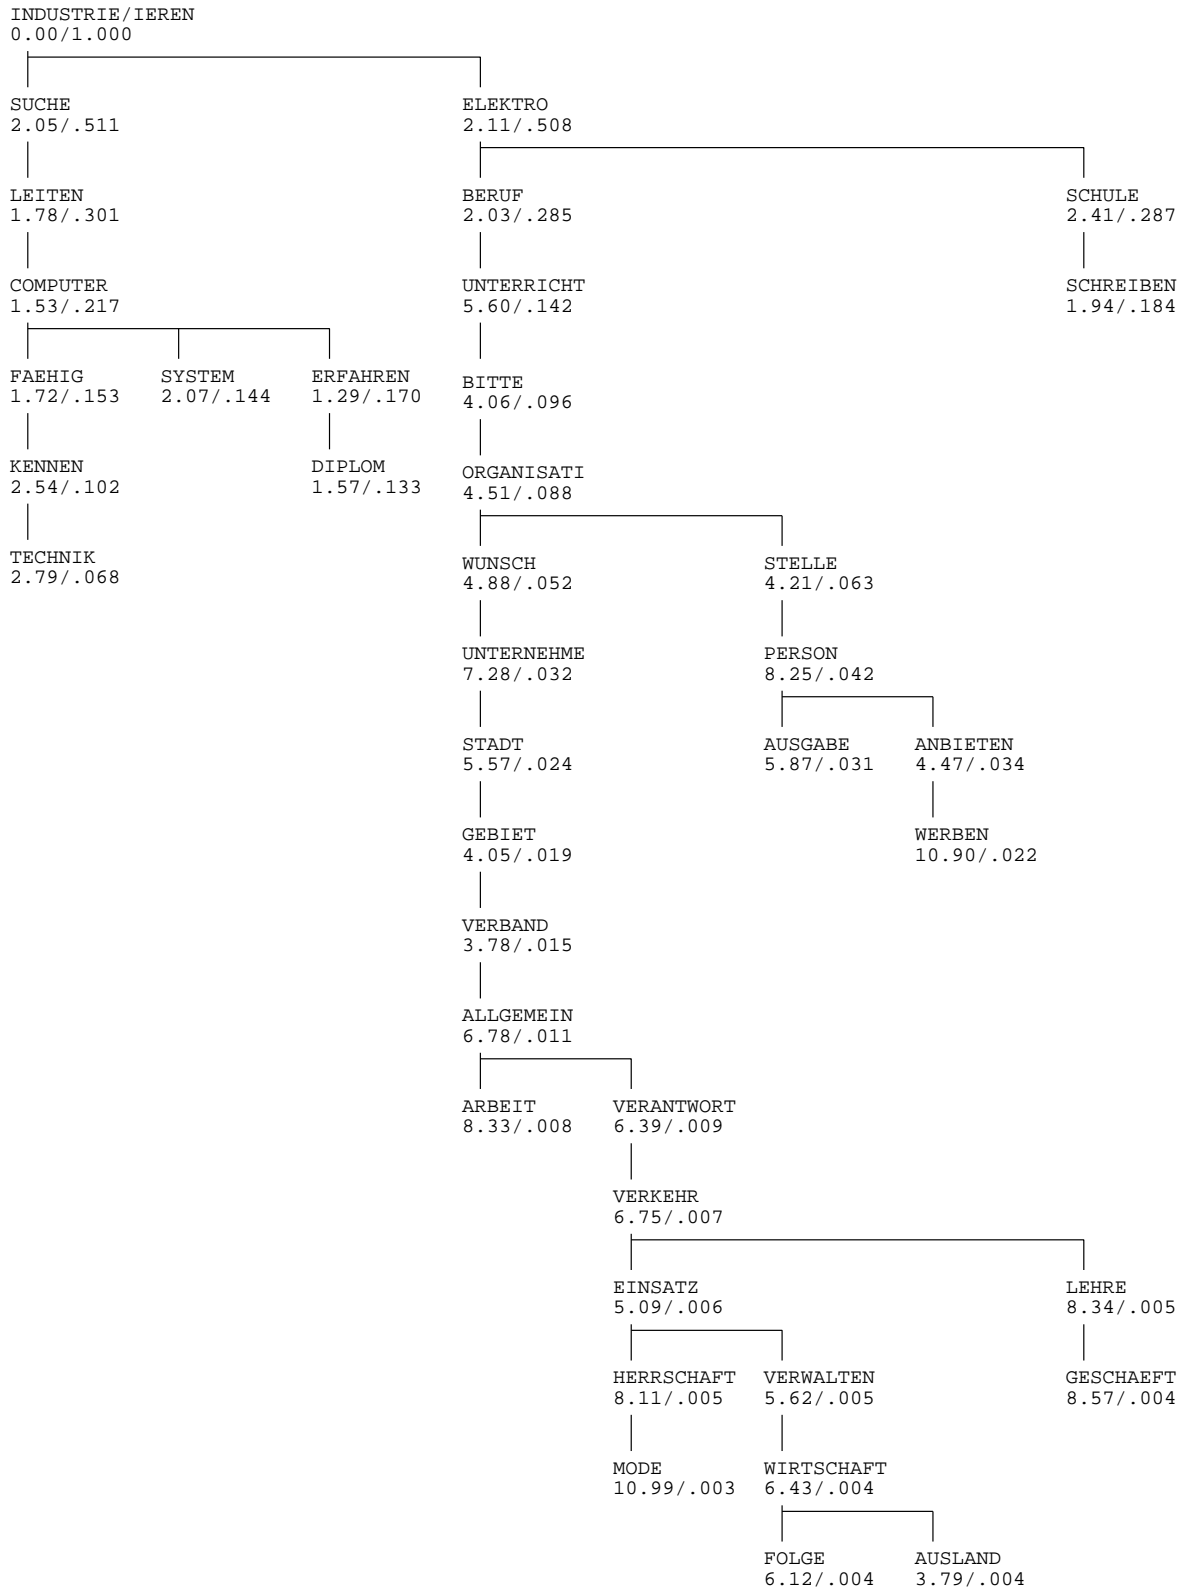 INDUSTRIE/IEREN
0.00/1.000
SUCHE ELEKTRO
2.05/.511 2.11/.508
LEITEN BERUF SCHULE
1.78/.301 2.03/.285 2.41/.287
COMPUTER UNTERRICHT SCHREIBEN
1.53/.217 5.60/.142 1.94/.184
FAEHIG SYSTEM ERFAHREN BITTE
1.72/.153 2.07/.144 1.29/.170 4.06/.096
KENNEN DIPLOM ORGANISATI
2.54/.102 1.57/.133 4.51/.088
TECHNIK WUNSCH STELLE
2.79/.068 4.88/.052 4.21/.063
UNTERNEHME PERSON
7.28/.032 8.25/.042
STADT AUSGABE ANBIETEN
5.57/.024 5.87/.031 4.47/.034
GEBIET WERBEN
4.05/.019 10.90/.022
VERBAND
3.78/.015
ALLGEMEIN
6.78/.011
ARBEIT VERANTWORT
8.33/.008 6.39/.009
VERKEHR
6.75/.007
EINSATZ LEHRE
5.09/.006 8.34/.005
HERRSCHAFT VERWALTEN GESCHAEFT
8.11/.005 5.62/.005 8.57/.004
MODE WIRTSCHAFT
10.99/.003 6.43/.004
FOLGE AUSLAND
6.12/.004 3.79/.004